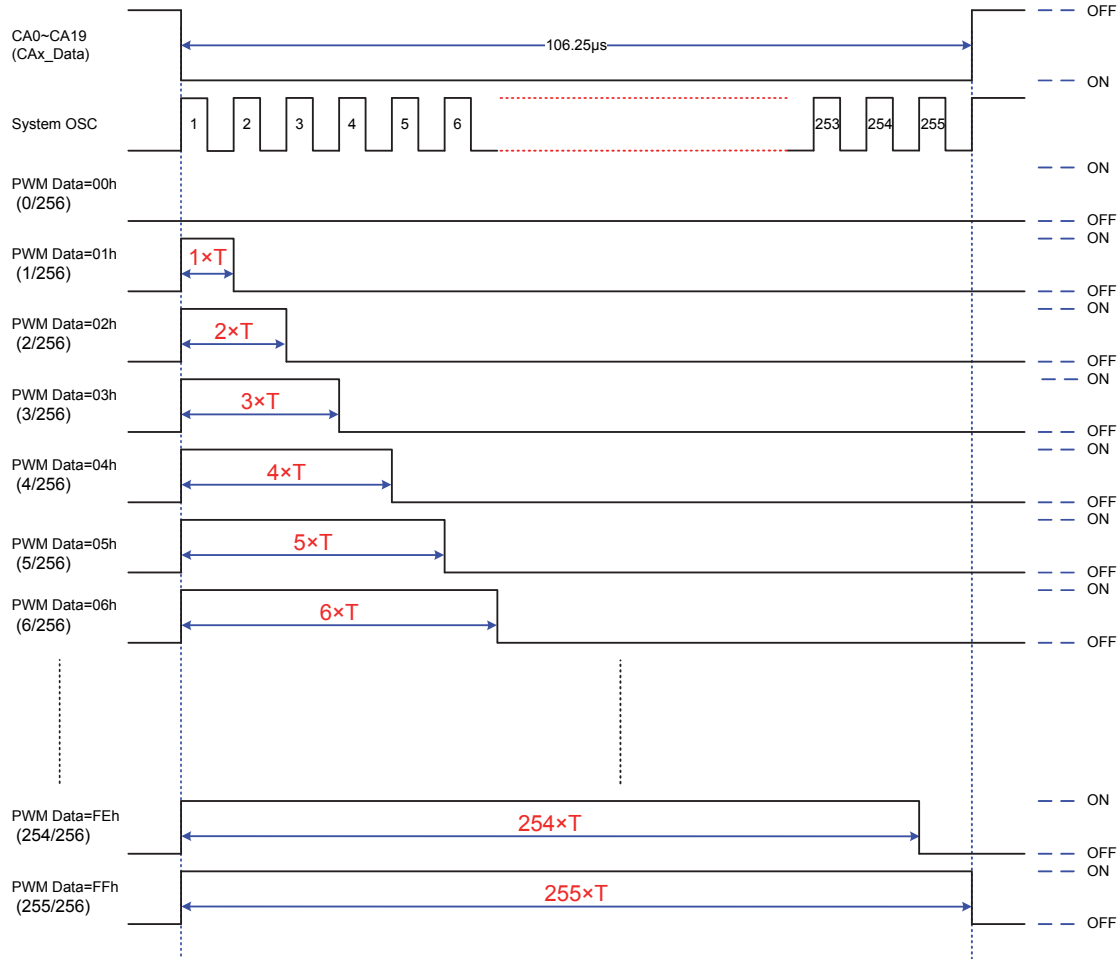 OFF
CA0~CA19
(CAx_Data)
106.25µs
ON
System OSC
1 2 3 4 5 6 253 254 255
ON
PWM Data=00h
(0/256)
OFF
ON
PWM Data=01h
(1/256)
1×T
OFF
ON
PWM Data=02h
(2/256)
2×T
OFF
ON
PWM Data=03h
(3/256)
3×T
OFF
ON
PWM Data=04h
(4/256)
4×T
OFF
ON
PWM Data=05h
(5/256)
5×T
OFF
ON
PWM Data=06h
(6/256)
6×T
OFF
ON
PWM Data=FEh
(254/256)
254×T
OFF
ON
PWM Data=FFh
(255/256)
255×T
OFF